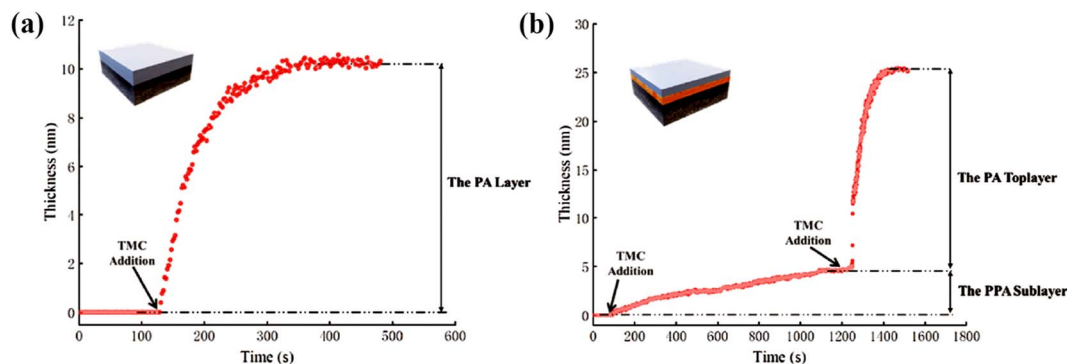 (a)
12
10
8
6
4
2
0
Thickness (nm)
TMC
Addition
The PA Layer
0
100
200
300
400
500
600
Time (s)
(b)
30
25
20
15
10
5
0
Thickness (nm)
TMC
Addition
TMC
Addition
The PA Toplayer
The PPA Sublayer
0
200
400
600
800
1000
1200
1400
1600
1800
Time (s)